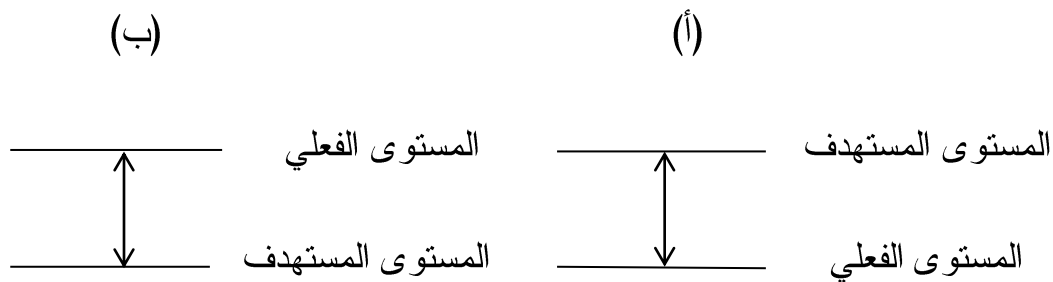 (أ) (ب)
المستوى المستهدف المستوى الفعلي
المستوى الفعلي المستوى المستهدف